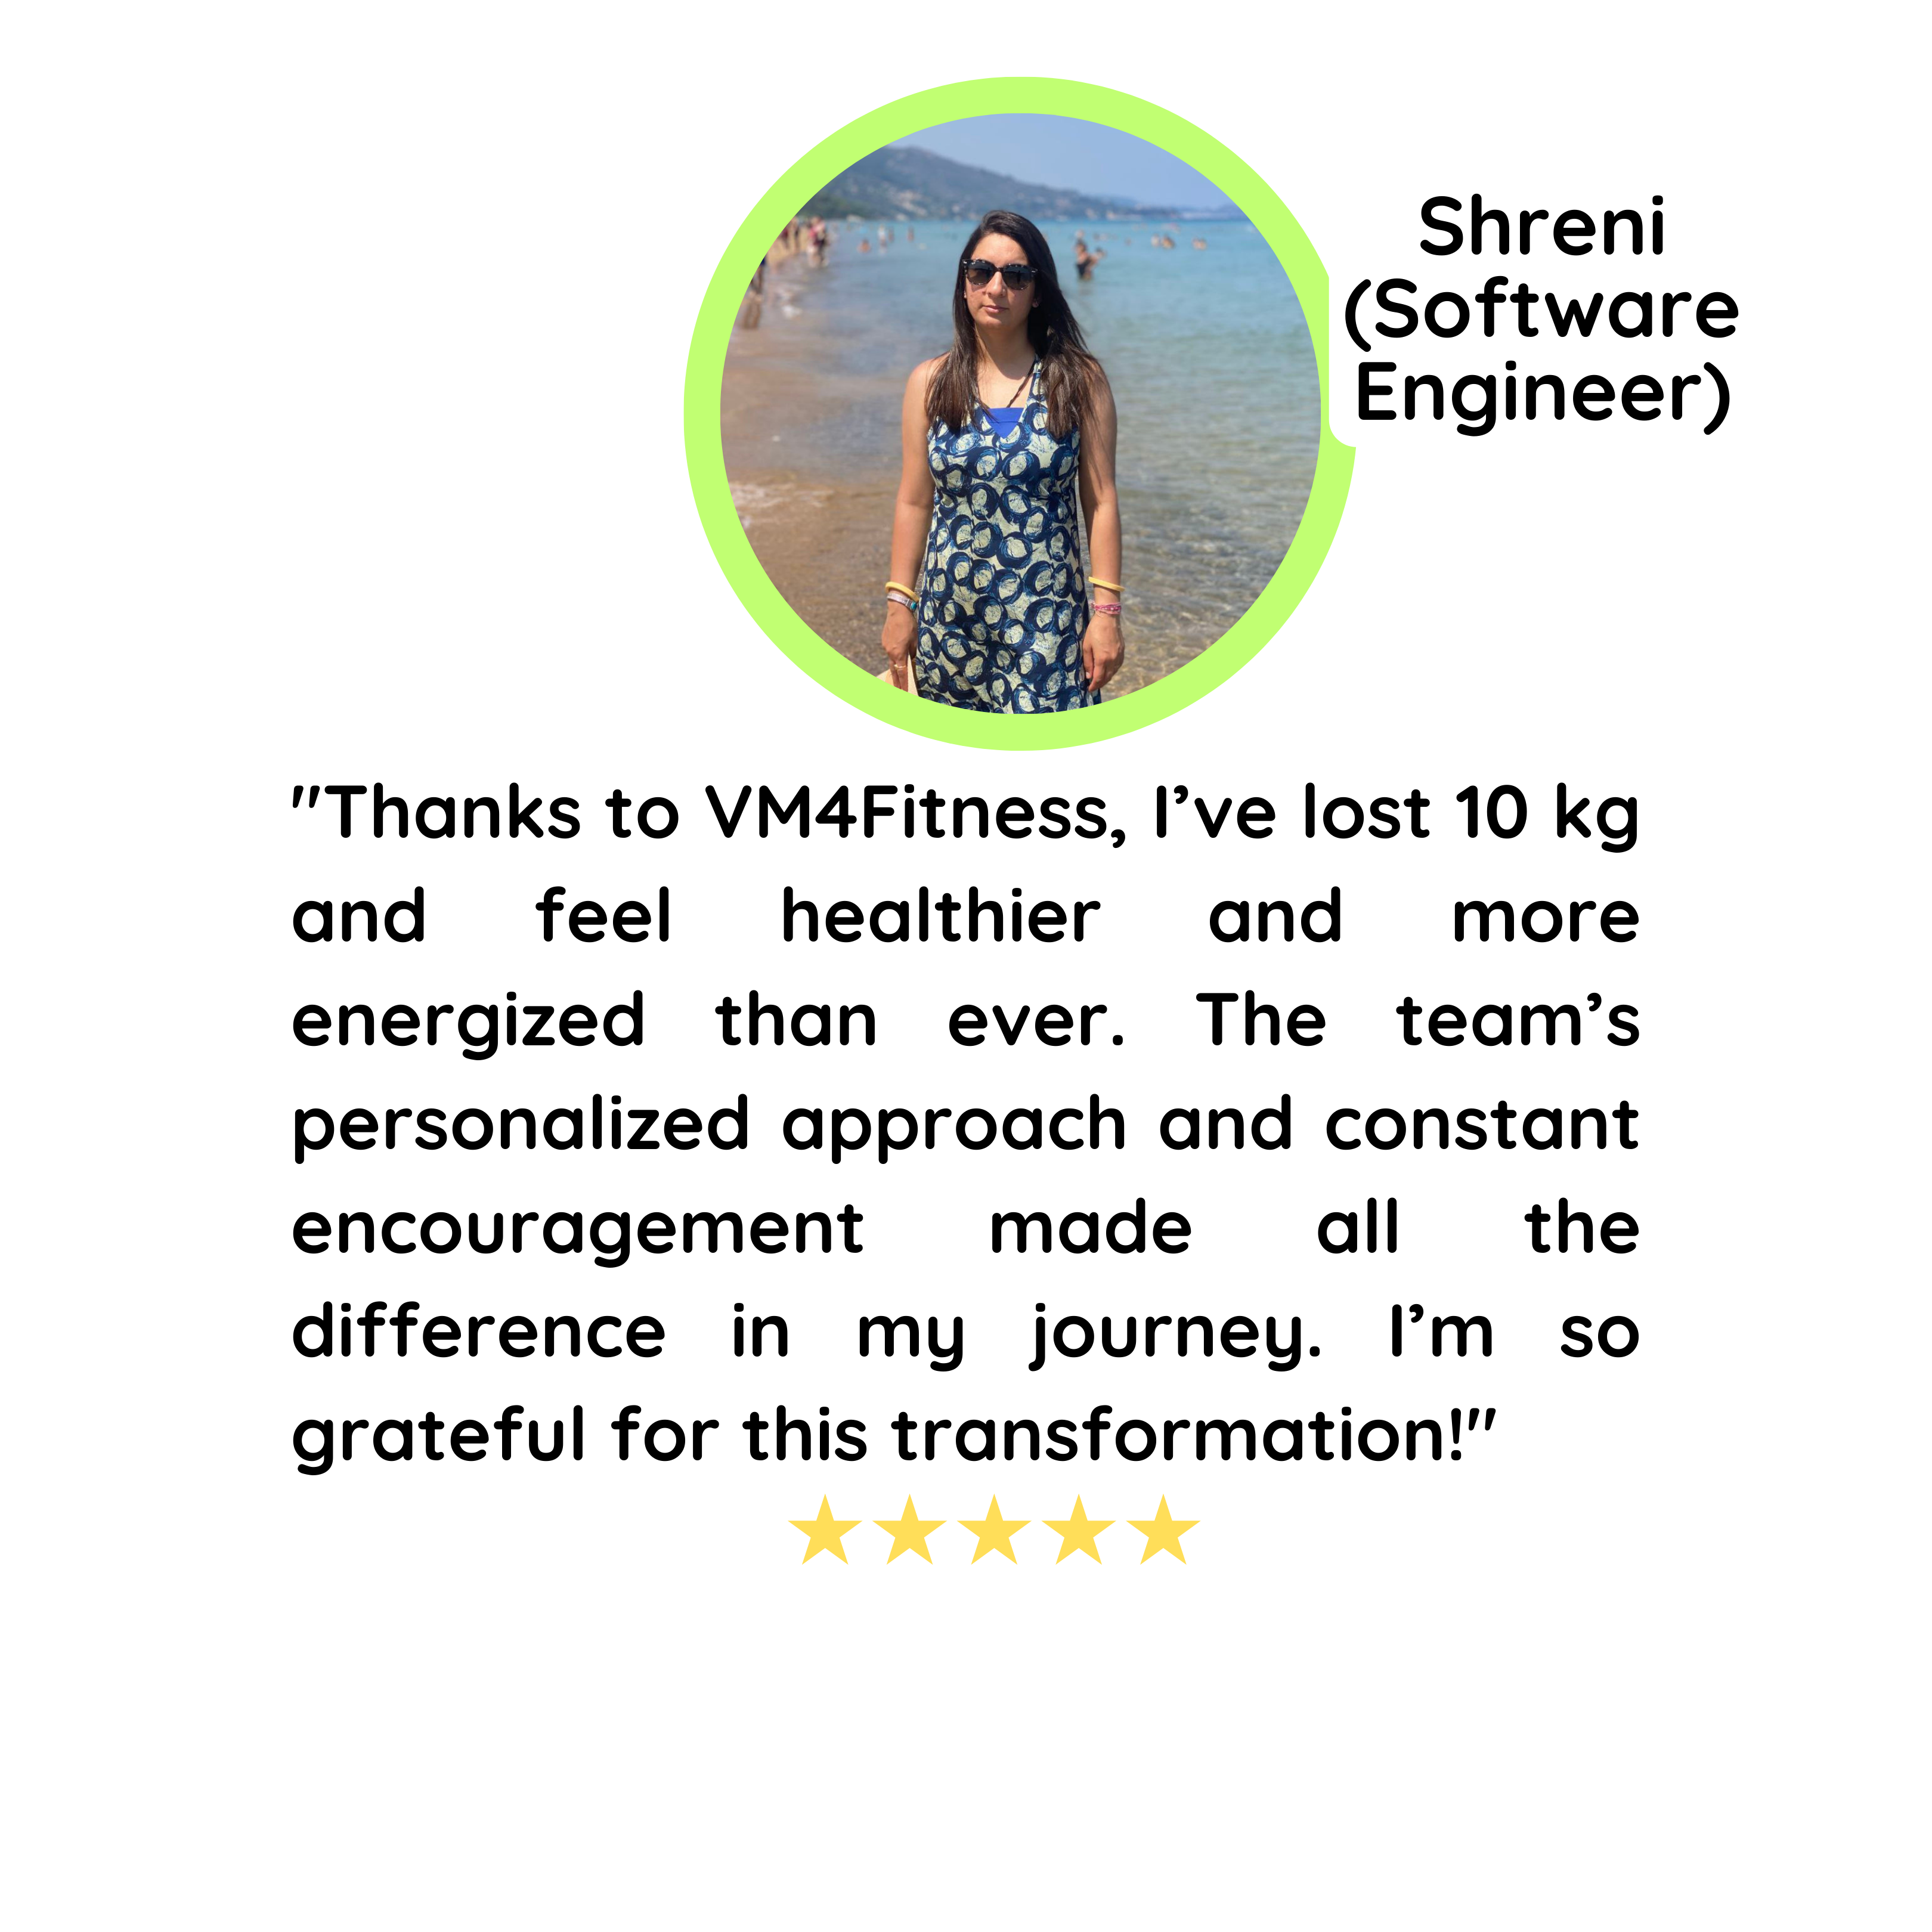 Shreni
(Software
Engineer)
"Thanks to VM4Fitness, I’ve lost 10 kg
and feel healthier and more
energized than ever. The team’s
personalized approach and constant
encouragement made all the
difference in my journey. I’m so
grateful for this transformation!"